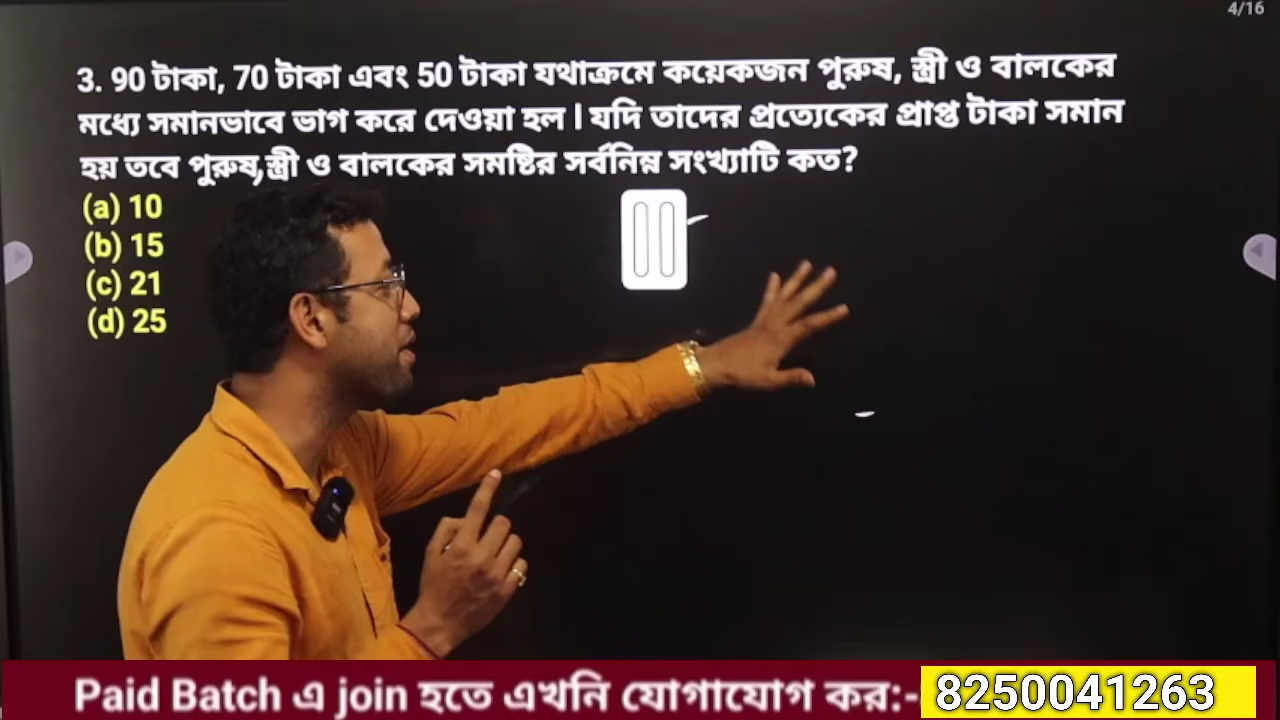 4/16
3. 90 টাকা, 70 টাকা এবং 50 টাকা যথাক্রমে কয়েকজন পুরুষ, স্ত্রী ও বালকের
মধ্যে সমানভাবে ভাগ করে দেওয়া হল । যদি তাদের প্রত্যেকের প্রাপ্ত টাকা সমান
হয় তবে পুরুষ,স্ত্রী ও বালকের সমষ্টির সর্বনিম্ন সংখ্যাটি কত?
(a) 10
(b) 15
(c) 21
(d) 25
Paid Batch এ join হতে এখনি যোগাযোগ কর:- 8250041263